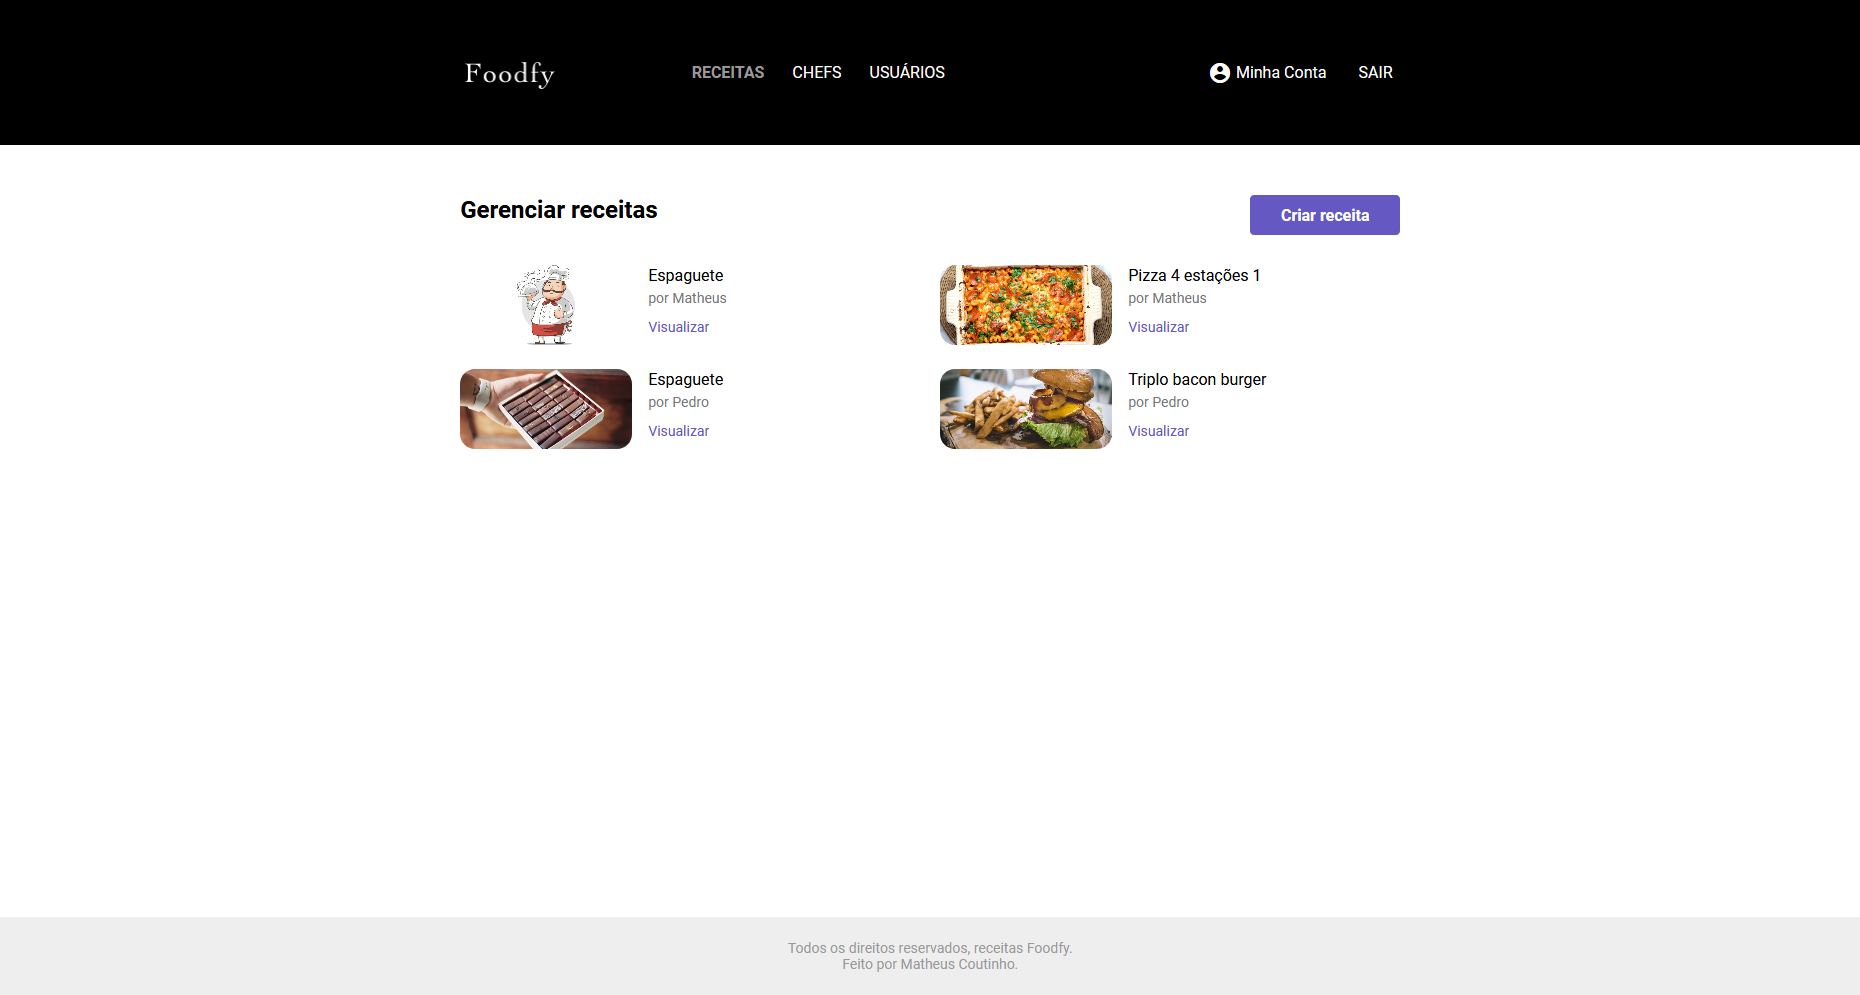 Foodfy
RECEITAS
CHEFS
USUÁRIOS
Minha Conta
SAIR
Gerenciar receitas
Criar receita
Espaguete
por Matheus
Visualizar
Pizza 4 estações 1
por Matheus
Visualizar
Espaguete
por Pedro
Visualizar
Triplo bacon burger
por Pedro
Visualizar
Todos os direitos reservados, receitas Foodfy.
Feito por Matheus Coutinho.